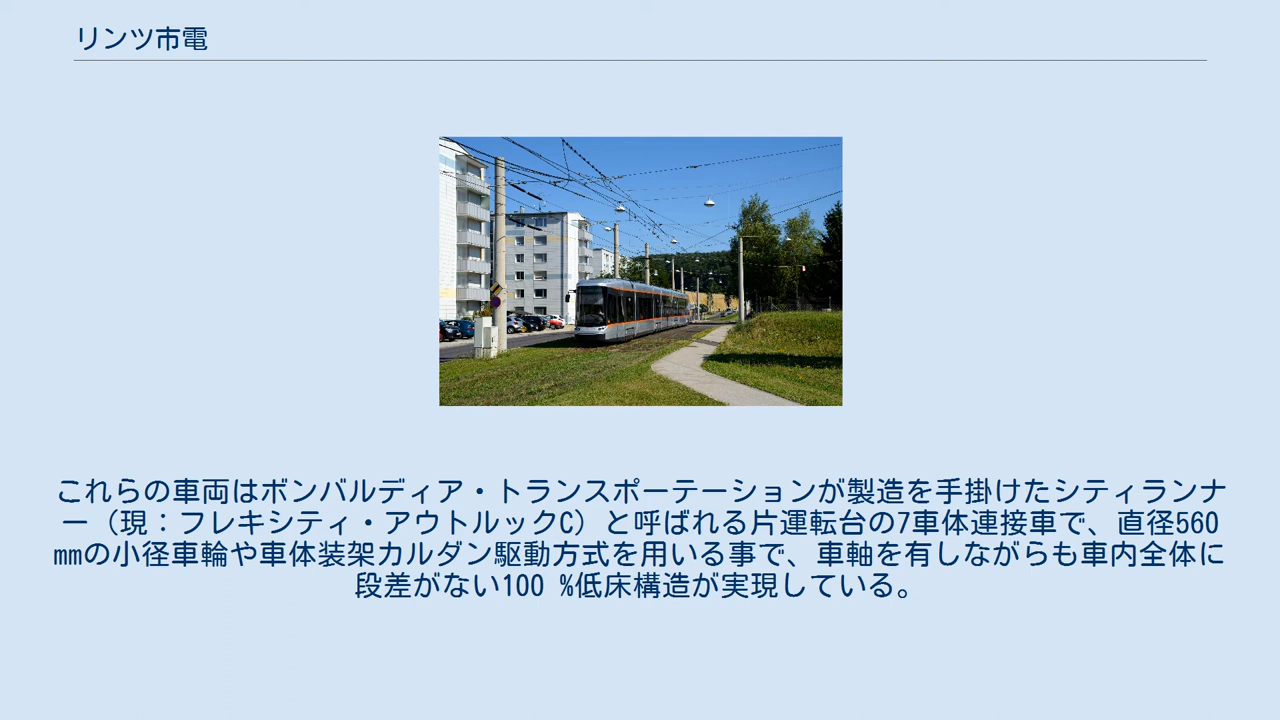 リンツ市電
これらの車両はボンバルディア・トランスポーテーションが製造を手掛けたシティランナ
ー（現：フレキシティ・アウトルックC）と呼ばれる片運転台の7車体連接車で、直径560
mmの小径車輪や車体装架カルダン駆動方式を用いる事で、車軸を有しながらも車内全体に
段差がない100 %低床構造が実現している。